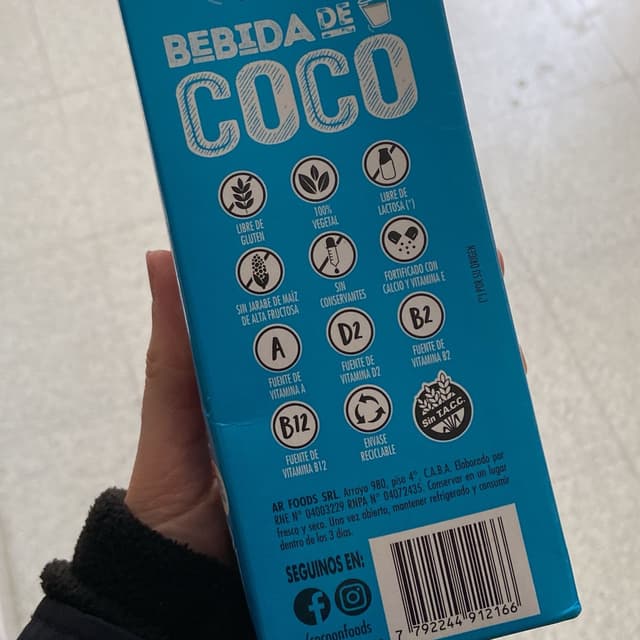 BEBIDA DE
COCO
LIBRE DE
GLUTEN
100%
VEGETAL
LIBRE DE
LACTOSA (*)
SIN JARABE DE MAÍZ
DE ALTA FRUCTOSA
SIN
CONSERVANTES
FORTIFICADO CON
CALCIO Y VITAMINA E
(*) POR SU ORIGEN
A
FUENTE DE
VITAMINA A
D2
FUENTE DE
VITAMINA D2
B2
FUENTE DE
VITAMINA B2
B12
FUENTE DE
VITAMINA B12
ENVASE
RECICLABLE
Sin T.A.C.C.
AR FOODS SRL. Arroyo 980, piso 4°, C.A.B.A. Elaborado por
RNE N° 04003229 RNPA N° 04072435. Conservar en un lugar
fresco y seco. Una vez abierto, mantener refrigerado y consumir
dentro de los 3 días.
SEGUINOS EN:
7 792244 912166